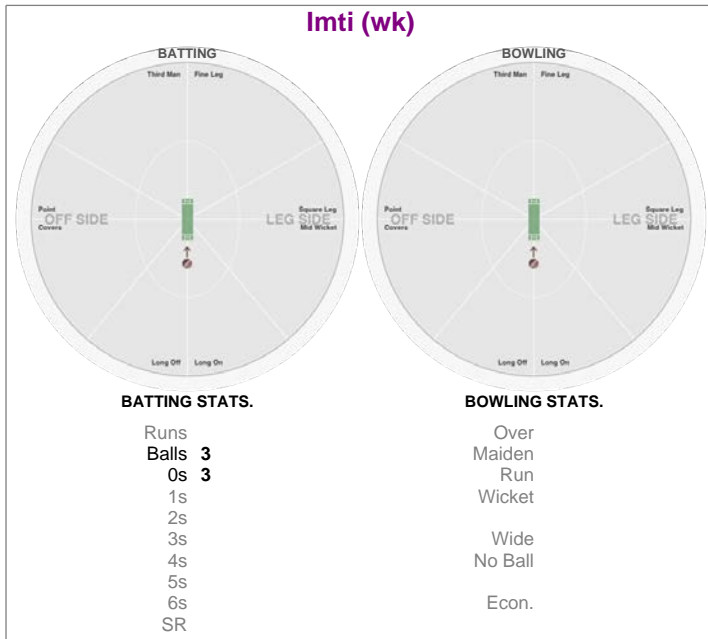 Imti (wk)
BATTING
BOWLING
Third Man Fine Leg
Third Man Fine Leg
Point
OFF SIDE
Covers
Square Leg
LEG SIDE
Mid Wicket
Point
OFF SIDE
Covers
Square Leg
LEG SIDE
Mid Wicket
Long Off Long On
Long Off Long On
BATTING STATS.
BOWLING STATS.
Runs
Over
Balls 3
Maiden
0s 3
Run
1s
Wicket
2s
3s
Wide
4s
No Ball
5s
6s
Econ.
SR